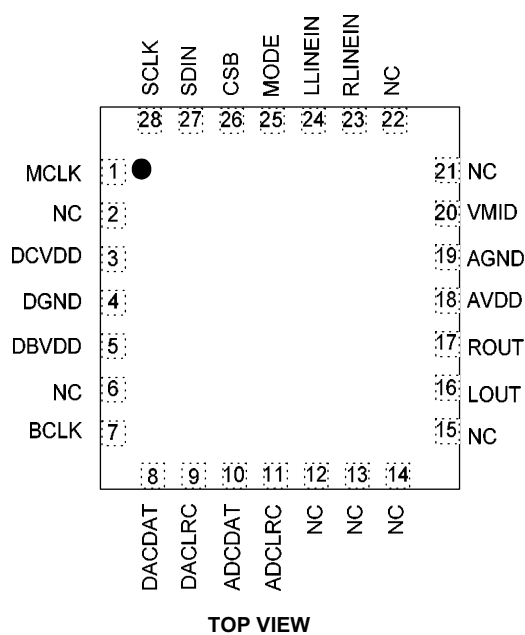 SCLK
SDIN
CSB
MODE
LLINEIN
RLINEIN
NC
28 27 26 25 24 23 22
MCLK 1
NC 2
DCVDD 3
DGND 4
DBVDD 5
NC 6
BCLK 7
21 NC
20 VMID
19 AGND
18 AVDD
17 ROUT
16 LOUT
15 NC
8 9 10 11 12 13 14
DACDAT
DACLRC
ADCDAT
ADCLRC
NC
NC
NC
TOP VIEW